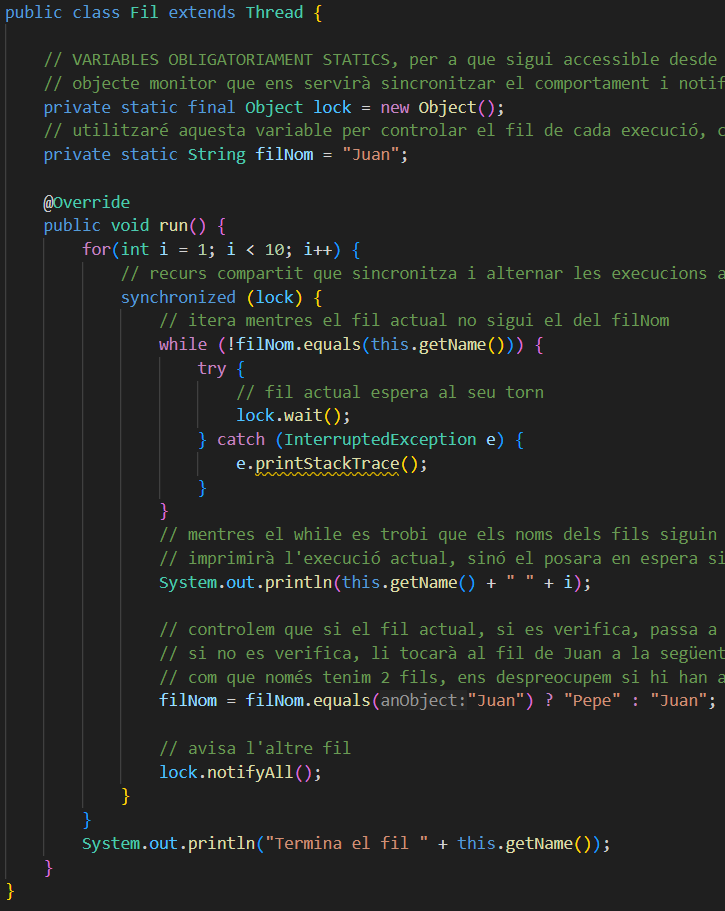 public class Fil extends Thread {
// VARIABLES OBLIGATORIAMENT STATICS, per a que sigui accessible desde
// objecte monitor que ens servirà sincronitzar el comportament i notif
private static final Object lock = new Object();
// utilitzaré aquesta variable per controlar el fil de cada execució, c
private static String filNom = "Juan";
@Override
public void run() {
for(int i = 1; i < 10; i++) {
// recurs compartit que sincronitza i alternar les execucions a
synchronized (lock) {
// itera mentres el fil actual no sigui el del filNom
while (!filNom.equals(this.getName())) {
try {
// fil actual espera al seu torn
lock.wait();
} catch (InterruptedException e) {
e.printStackTrace();
}
}
// mentres el while es trobi que els noms dels fils siguin
// imprimirà l'execució actual, sinó el posara en espera si
System.out.println(this.getName() + " " + i);
// controlem que si el fil actual, si es verifica, passa a
// si no es verifica, li tocarà al fil de Juan a la següent
// com que només tenim 2 fils, ens despreocupem si hi han a
filNom = filNom.equals(anObject:"Juan") ? "Pepe" : "Juan";
// avisa l'altre fil
lock.notifyAll();
}
}
System.out.println("Termina el fil " + this.getName());
}
}